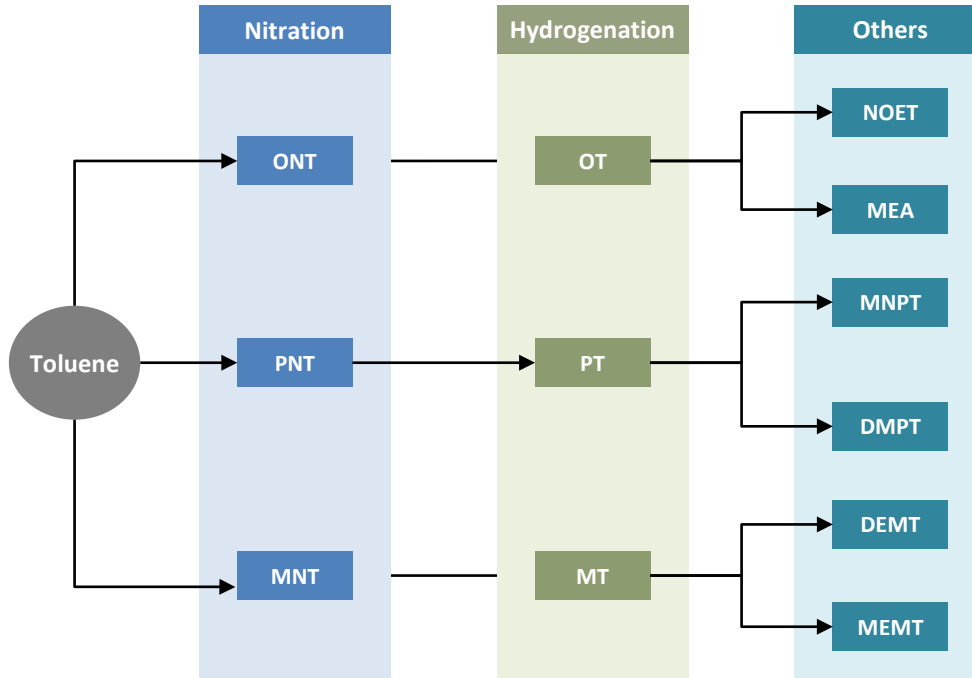 Nitration
Hydrogenation
Others
NOET
ONT
OT
MEA
MNPT
Toluene
PNT
PT
DMPT
DEMT
MNT
MT
MEMT